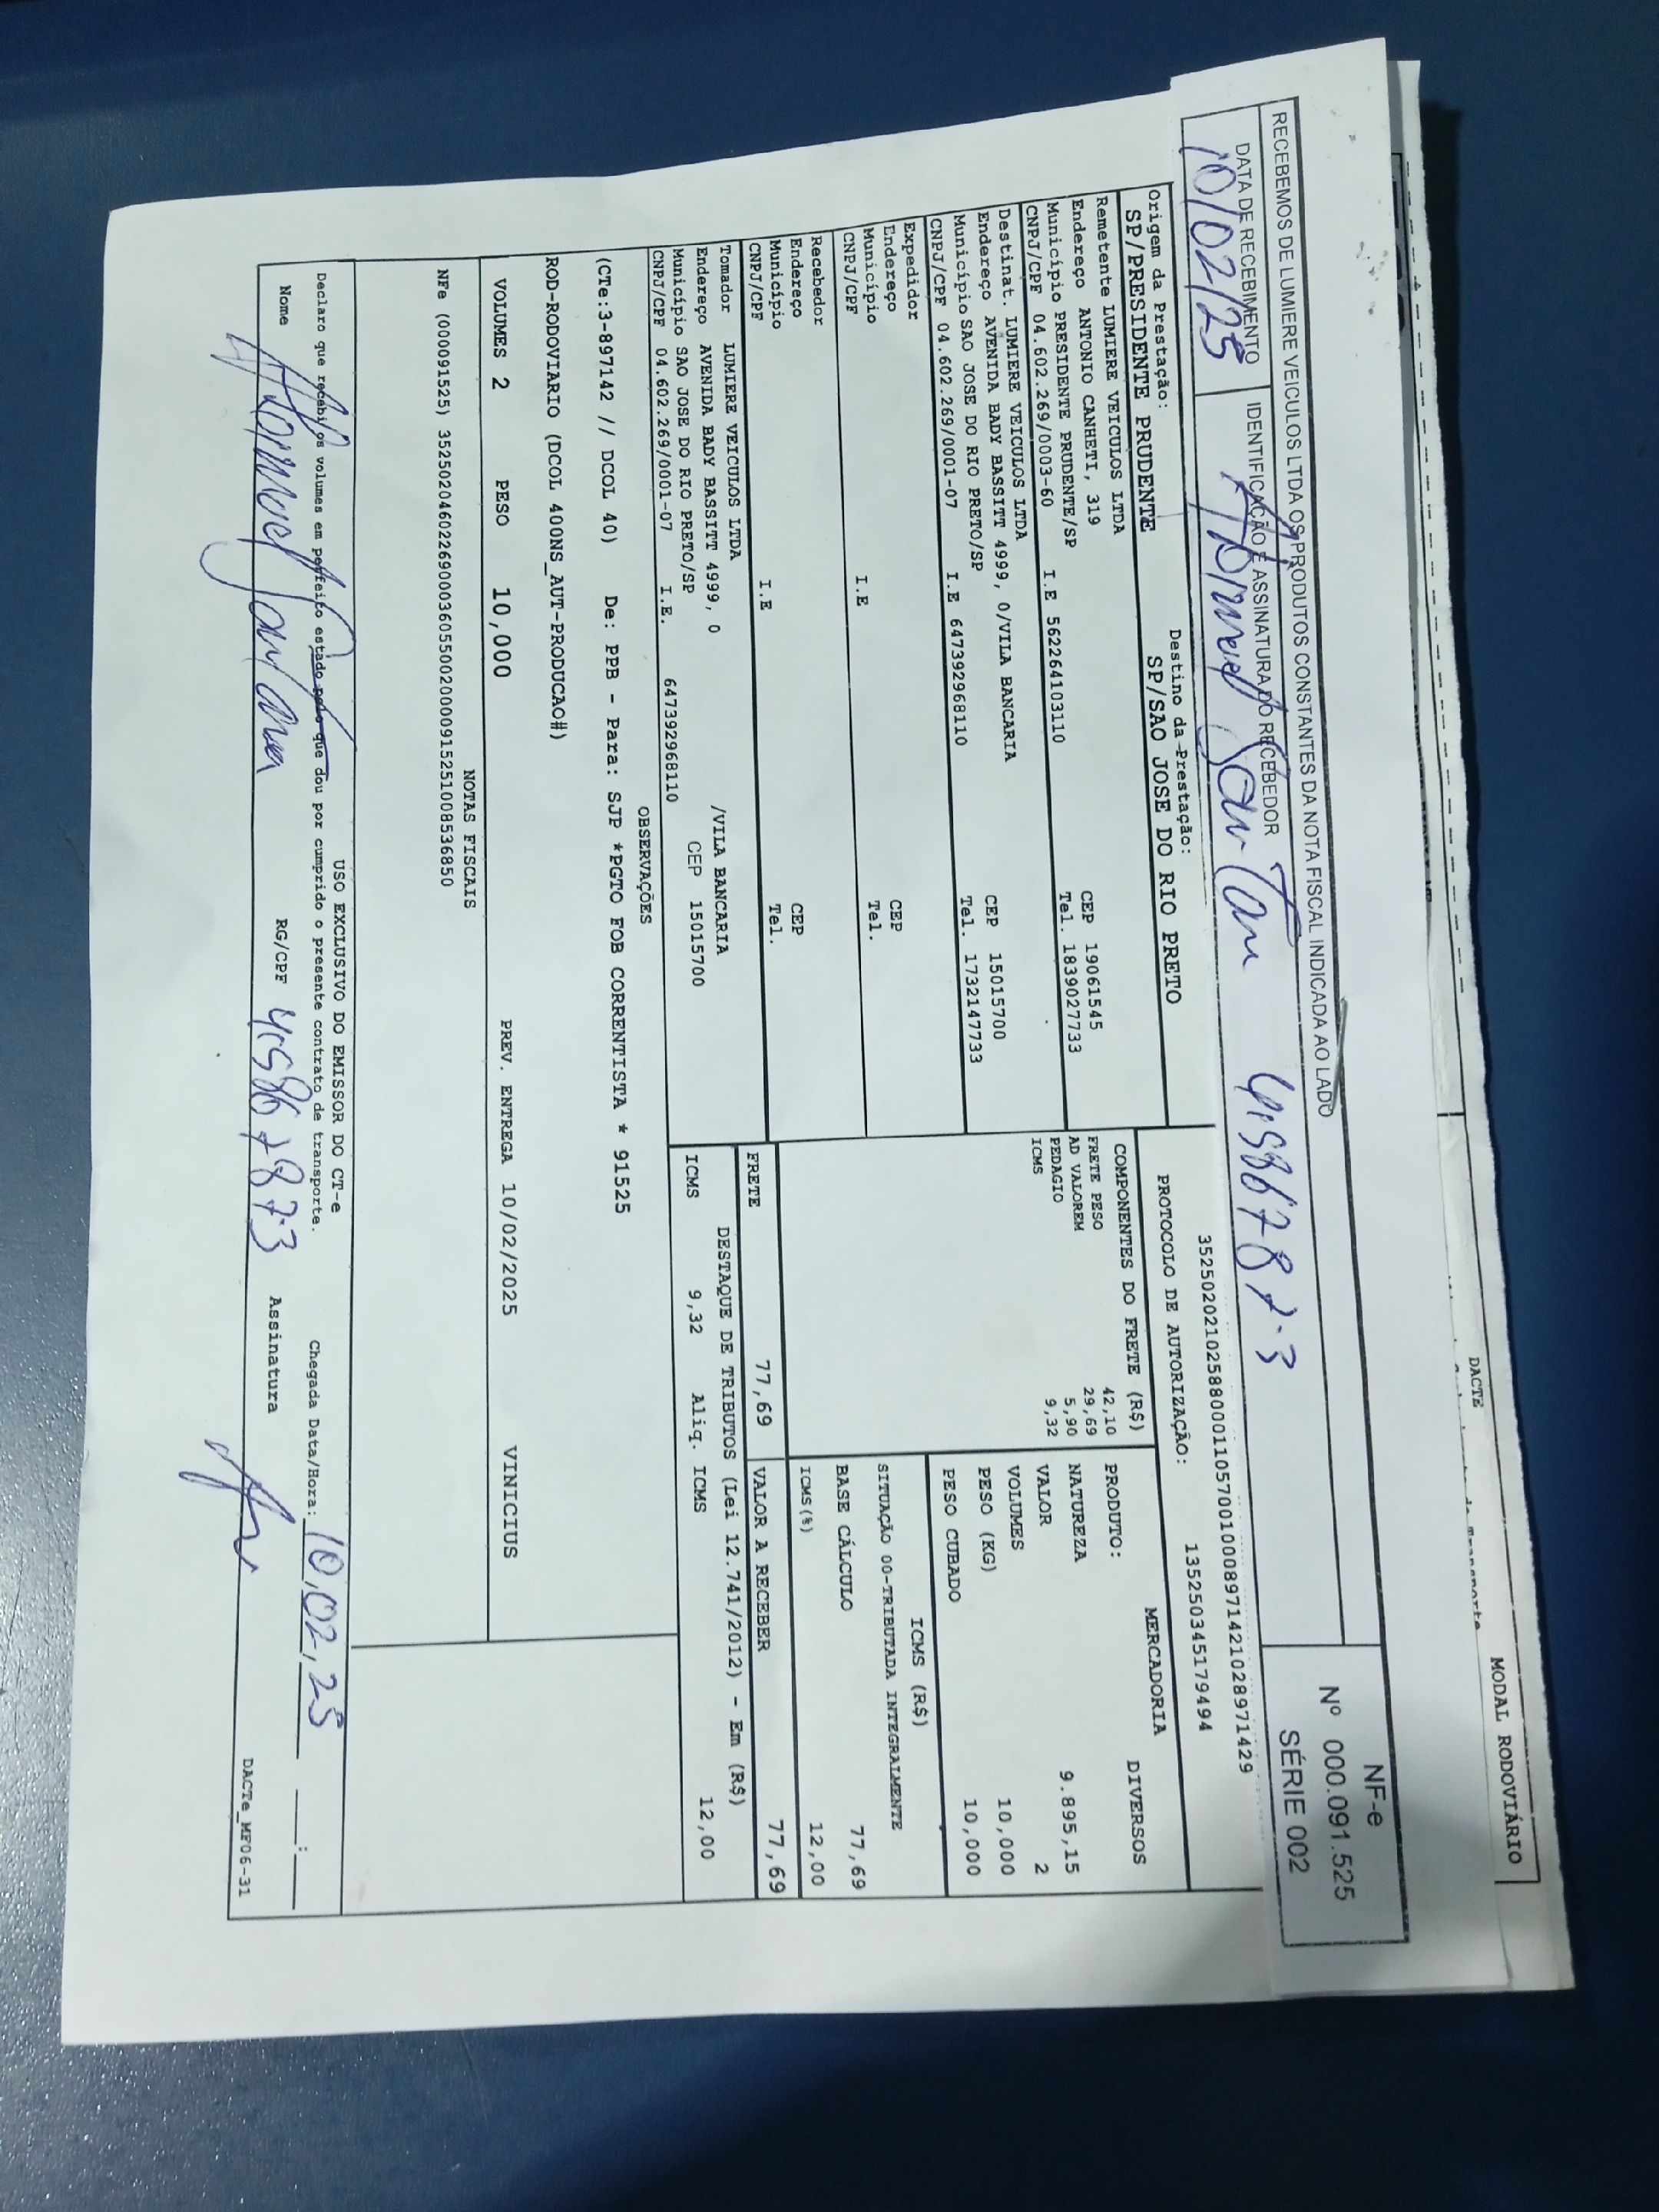 MODAL RODOVIÁRIO
DACTE
NF-e
Nº 000.091.525
SÉRIE 002
RECEBEMOS DE LUMIERE VEICULOS LTDA OS PRODUTOS CONSTANTES DA NOTA FISCAL INDICADA AO LADO
DATA DE RECEBIMENTO
IDENTIFICAÇÃO E ASSINATURA DO RECEBEDOR
10/02/25
35250202102588000110570010008971421028971429
Origem da Prestação:
SP/PRESIDENTE PRUDENTE
Destino da Prestação:
SP/SAO JOSE DO RIO PRETO
PROTOCOLO DE AUTORIZAÇÃO: 135250345179494
Remetente LUMIERE VEICULOS LTDA
Endereço ANTONIO CANHETI, 319 CEP 19061545
Município PRESIDENTE PRUDENTE/SP Tel. 1839027733
CNPJ/CPF 04.602.269/0003-60 I.E 562264103110
Destinat. LUMIERE VEICULOS LTDA
Endereço AVENIDA BADY BASSITT 4999, 0/VILA BANCARIA CEP 15015700
Município SAO JOSE DO RIO PRETO/SP Tel. 1732147733
CNPJ/CPF 04.602.269/0001-07 I.E 647392968110
Expedidor
Endereço CEP
Município Tel.
CNPJ/CPF I.E
Recebedor
Endereço CEP
Município Tel.
CNPJ/CPF I.E
Tomador LUMIERE VEICULOS LTDA
Endereço AVENIDA BADY BASSITT 4999, 0 /VILA BANCARIA
Município SAO JOSE DO RIO PRETO/SP CEP 15015700
CNPJ/CPF 04.602.269/0001-07 I.E. 647392968110
COMPONENTES DO FRETE (R$)
FRETE PESO 42,10
AD VALOREM 29,69
PEDAGIO 5,90
ICMS 9,32
MERCADORIA
PRODUTO: DIVERSOS
NATUREZA
VALOR 9.895,15
VOLUMES 2
PESO (KG) 10,000
PESO CUBADO 10,000
ICMS (R$)
SITUAÇÃO 00-TRIBUTADA INTEGRALMENTE
BASE CÁLCULO 77,69
ICMS (%) 12,00
FRETE 77,69
VALOR A RECEBER 77,69
DESTAQUE DE TRIBUTOS (Lei 12.741/2012) - Em (R$)
ICMS 9,32 Aliq. ICMS 12,00
OBSERVAÇÕES
(CTe:3-897142 // DCOL 40) De: PPB - Para: SJP *PGTO FOB CORRENTISTA * 91525
ROD-RODOVIARIO (DCOL 400NS_AUT-PRODUCAO#)
VOLUMES 2 PESO 10,000 PREV. ENTREGA 10/02/2025 VINICIUS
NOTAS FISCAIS
NFe (000091525) 35250204602269000360550020000915251008536850
USO EXCLUSIVO DO EMISSOR DO CT-e
Declaro que recebi os volumes em perfeito estado pelo que dou por cumprido o presente contrato de transporte.
Chegada Data/Hora: 10,02,25 :
Nome
RG/CPF
Assinatura
DACTe_MF06-31